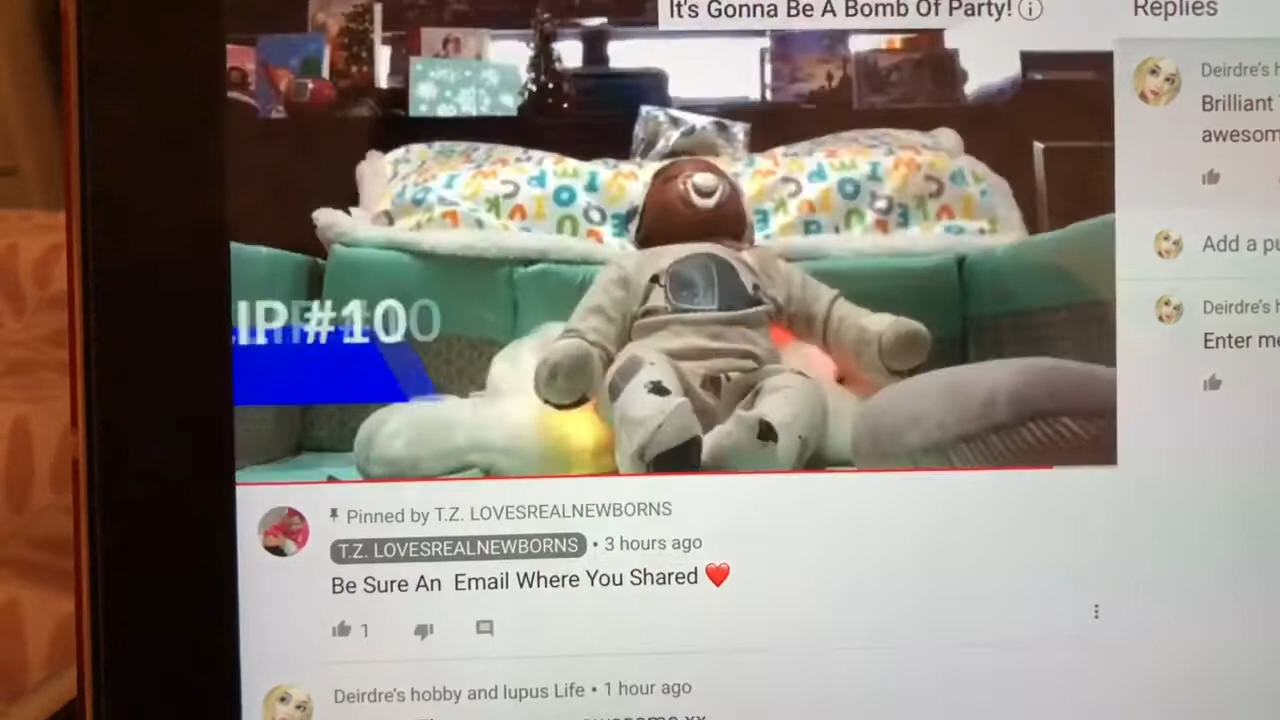 It's Gonna Be A Bomb Of Party!
Replies
Deirdre's h
Brilliant
awesom
Add a pu
Deirdre's h
Enter me
IP #100
Pinned by T.Z. LOVESREALNEWBORNS
T.Z. LOVESREALNEWBORNS • 3 hours ago
Be Sure An Email Where You Shared ❤️
1
Deirdre's hobby and lupus Life • 1 hour ago